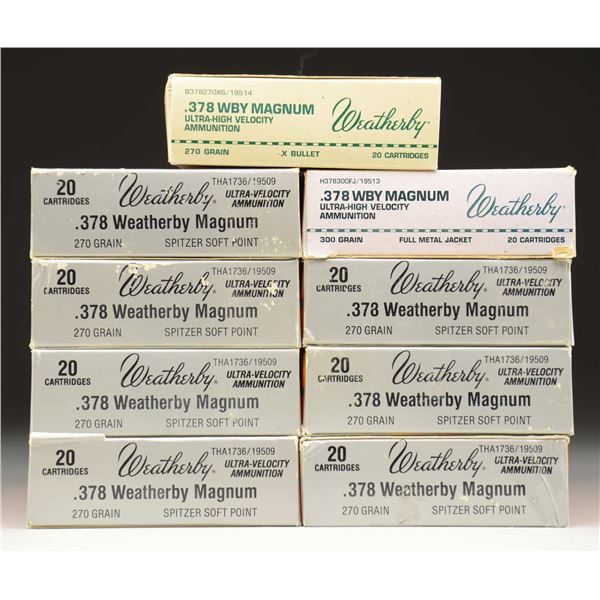 B378270XS/19514
.378 WBY MAGNUM
ULTRA-HIGH VELOCITY
AMMUNITION
Weatherby®
270 GRAIN X BULLET 20 CARTRIDGES
20
CARTRIDGES
Weatherby®
THA1736/19509
ULTRA-VELOCITY
AMMUNITION
.378 Weatherby Magnum
270 GRAIN SPITZER SOFT POINT
H378300FJ/19513
.378 WBY MAGNUM
ULTRA-HIGH VELOCITY
AMMUNITION
Weatherby®
300 GRAIN FULL METAL JACKET 20 CARTRIDGES
20
CARTRIDGES
Weatherby®
THA1736/19509
ULTRA-VELOCITY
AMMUNITION
.378 Weatherby Magnum
270 GRAIN SPITZER SOFT POINT
20
CARTRIDGES
Weatherby®
THA1736/19509
ULTRA-VELOCITY
AMMUNITION
.378 Weatherby Magnum
270 GRAIN SPITZER SOFT POINT
20
CARTRIDGES
Weatherby®
THA1736/19509
ULTRA-VELOCITY
AMMUNITION
.378 Weatherby Magnum
270 GRAIN SPITZER SOFT POINT
20
CARTRIDGES
Weatherby®
THA1736/19509
ULTRA-VELOCITY
AMMUNITION
.378 Weatherby Magnum
270 GRAIN SPITZER SOFT POINT
20
CARTRIDGES
Weatherby®
THA1736/19509
ULTRA-VELOCITY
AMMUNITION
.378 Weatherby Magnum
270 GRAIN SPITZER SOFT POINT
20
CARTRIDGES
Weatherby®
THA1736/19509
ULTRA-VELOCITY
AMMUNITION
.378 Weatherby Magnum
270 GRAIN SPITZER SOFT POINT